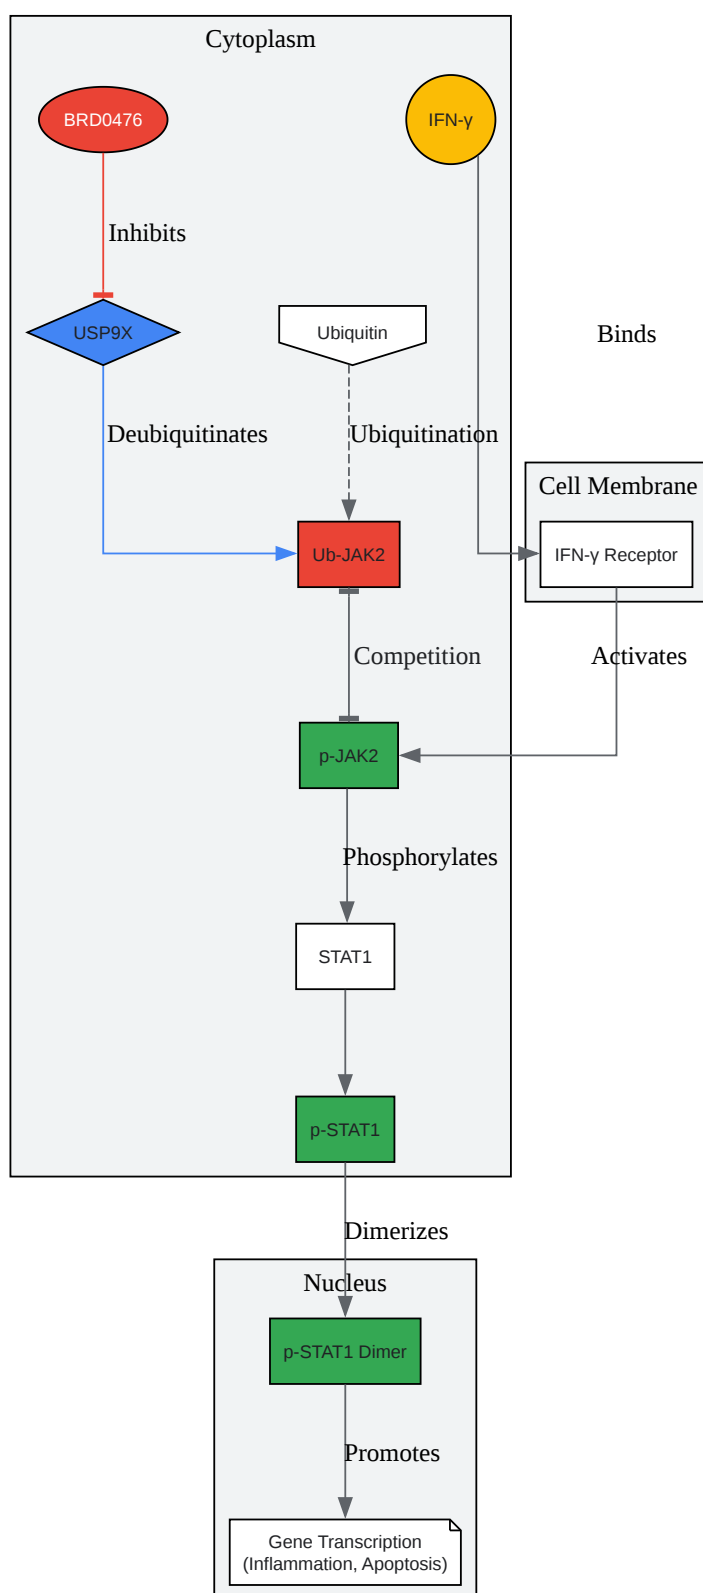 Cytoplasm
BRD0476
IFN-γ
Inhibits
USP9X
Ubiquitin
Binds
Deubiquitinates
Ubiquitination
Cell Membrane
Ub-JAK2
IFN-γ Receptor
Competition
Activates
p-JAK2
Phosphorylates
STAT1
p-STAT1
Dimerizes
Nucleus
p-STAT1 Dimer
Promotes
Gene Transcription
(Inflammation, Apoptosis)